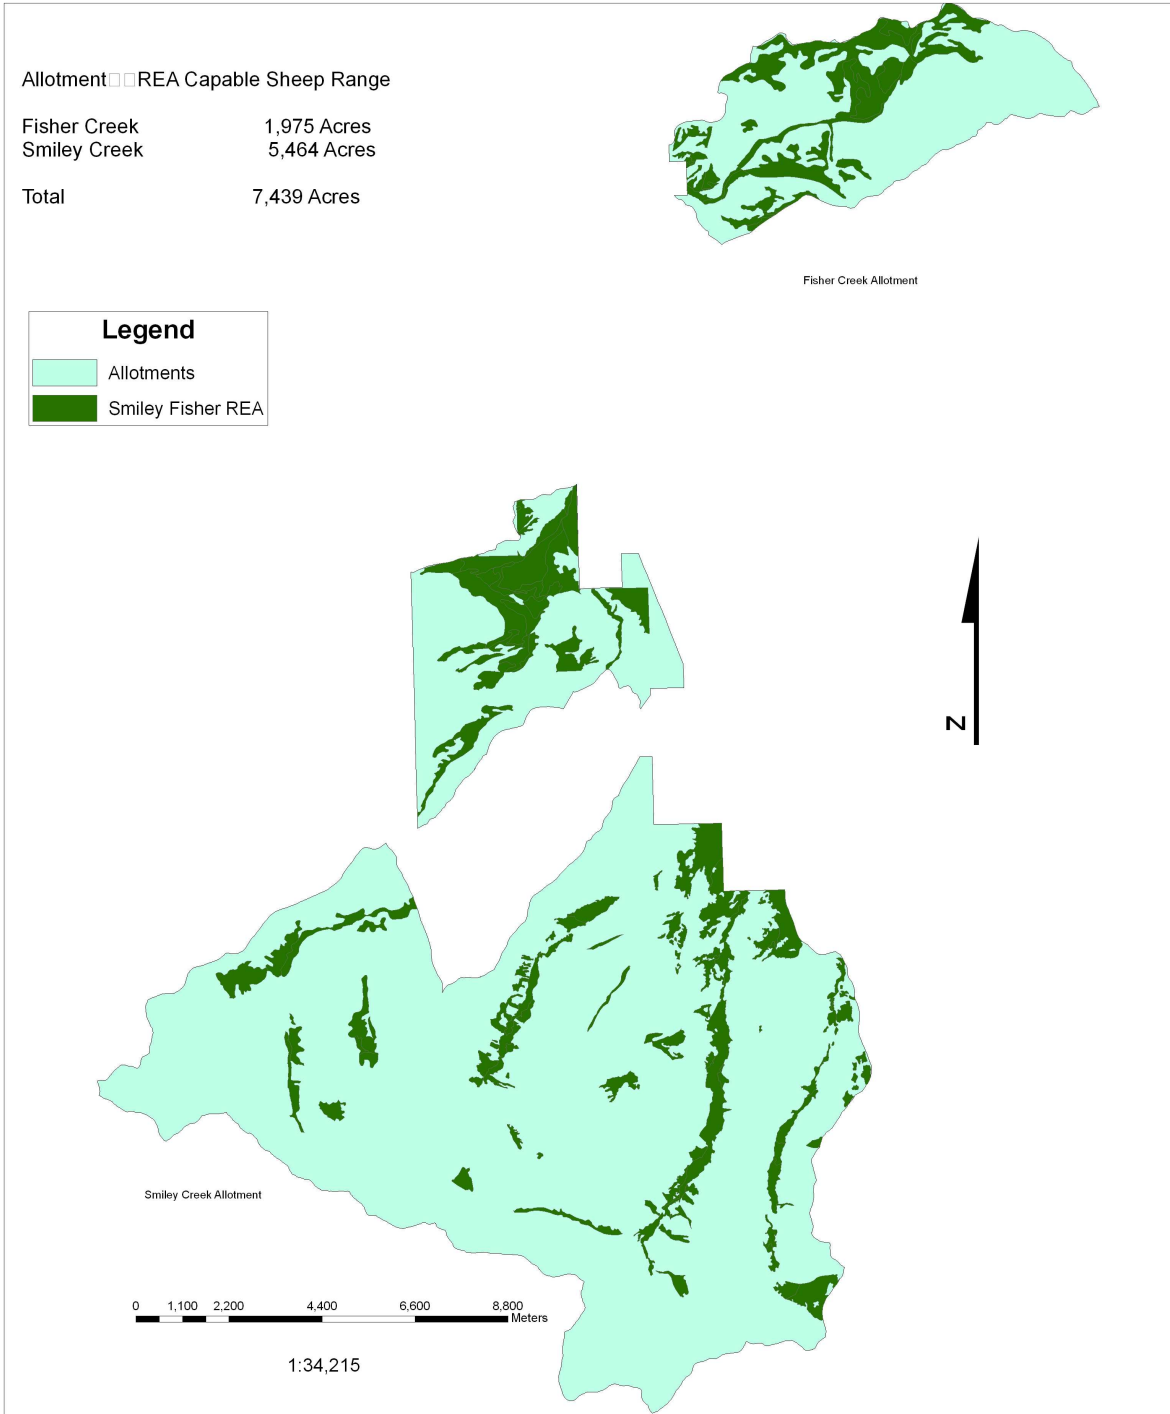 Allotment□□REA Capable Sheep Range
Fisher Creek 1,975 Acres
Smiley Creek 5,464 Acres
Total 7,439 Acres
Fisher Creek Allotment
Legend
Allotments
Smiley Fisher REA
N
Smiley Creek Allotment
0 1,100 2,200 4,400 6,600 8,800
Meters
1:34,215